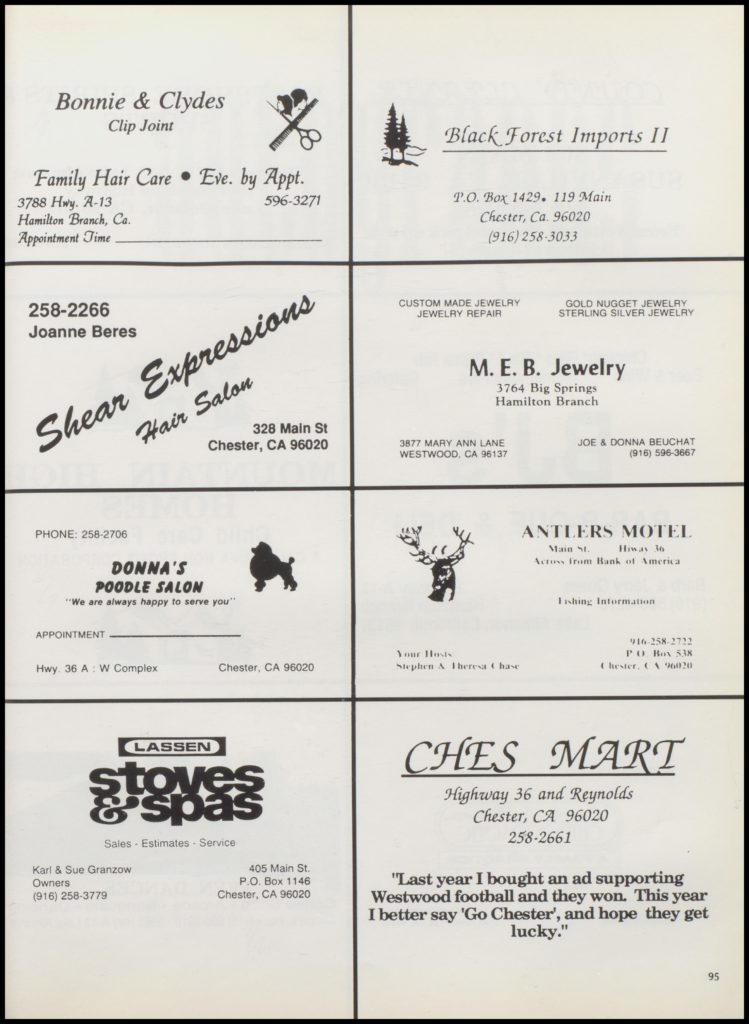 Bonnie & Clydes
Clip Joint
Family Hair Care • Eve. by Appt.
3788 Hwy. A-13 596-3271
Hamilton Branch, Ca.
Appointment Time
Black Forest Imports II
P.O. Box 1429. 119 Main
Chester, Ca. 96020
(916) 258-3033
258-2266
Joanne Beres
Shear Expressions
Hair Salon
328 Main St
Chester, CA 96020
CUSTOM MADE JEWELRY GOLD NUGGET JEWELRY
JEWELRY REPAIR STERLING SILVER JEWELRY
M. E. B. Jewelry
3764 Big Springs
Hamilton Branch
3877 MARY ANN LANE JOE & DONNA BEUCHAT
WESTWOOD, CA 96137 (916) 596-3667
PHONE: 258-2706
DONNA'S
POODLE SALON
"We are always happy to serve you"
APPOINTMENT
Hwy. 36 A : W Complex Chester, CA 96020
ANTLERS MOTEL
Main St. Hiway 36
Across from Bank of America
Fishing Information
916-258-2722
Your Hosts P.O. Box 538
Stephen & Theresa Chase Chester, CA 96020
LASSEN
stoves
& spas
Sales - Estimates - Service
Karl & Sue Granzow 405 Main St.
Owners P.O. Box 1146
(916) 258-3779 Chester, CA 96020
CHES MART
Highway 36 and Reynolds
Chester, CA 96020
258-2661
"Last year I bought an ad supporting
Westwood football and they won. This year
I better say 'Go Chester', and hope they get
lucky."
95